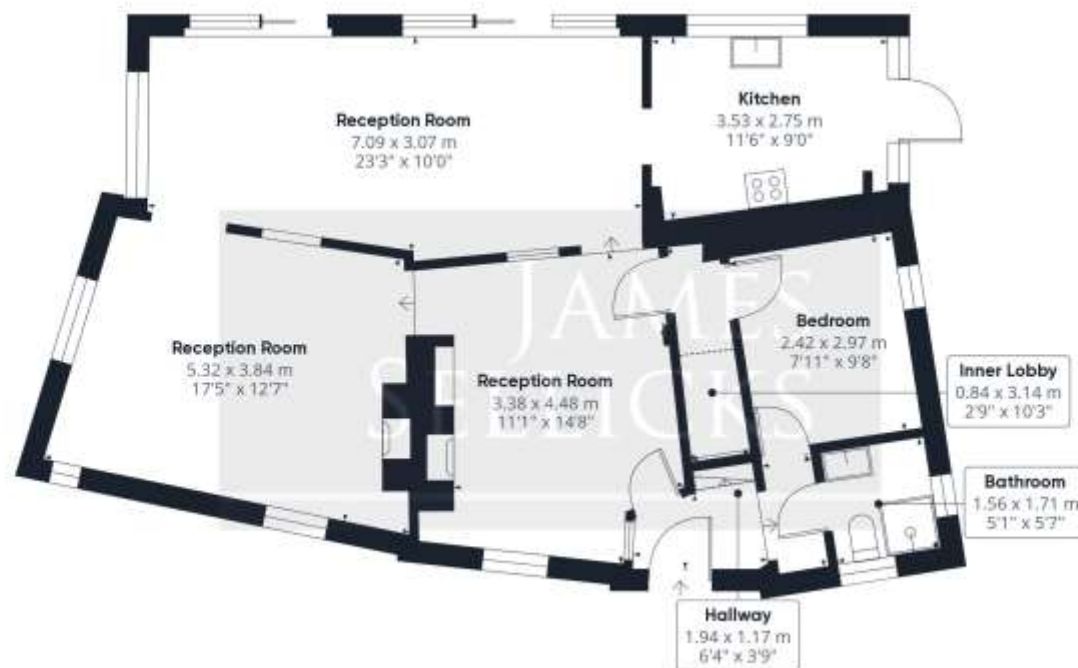 Reception Room
7.09 x 3.07 m
23'3" x 10'0"
Kitchen
3.53 x 2.75 m
11'6" x 9'0"
Reception Room
5.32 x 3.84 m
17'5" x 12'7"
Reception Room
3.38 x 4.48 m
11'1" x 14'8"
Bedroom
2.42 x 2.97 m
7'11" x 9'8"
Inner Lobby
0.84 x 3.14 m
2'9" x 10'3"
Bathroom
1.56 x 1.71 m
5'1" x 5'7"
Hallway
1.94 x 1.17 m
6'4" x 3'9"
JAMES
SELLICKS